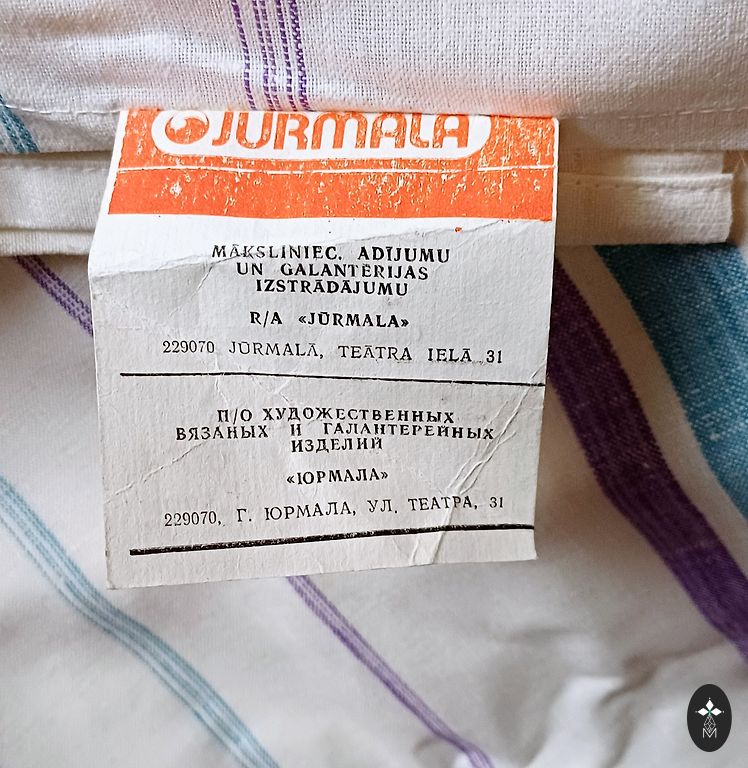 JURMALA
MĀKSLINIEC. ADĪJUMU
UN GALANTĒRIJAS
IZSTRĀDĀJUMU
R/A «JŪRMALA»
229070 JŪRMALĀ, TEĀTRA IELĀ 31
П/О ХУДОЖЕСТВЕННЫХ
ВЯЗАНЫХ И ГАЛАНТЕРЕЙНЫХ
ИЗДЕЛИЙ
«ЮРМАЛА»
229070, Г. ЮРМАЛА, УЛ. ТЕАТРА, 31